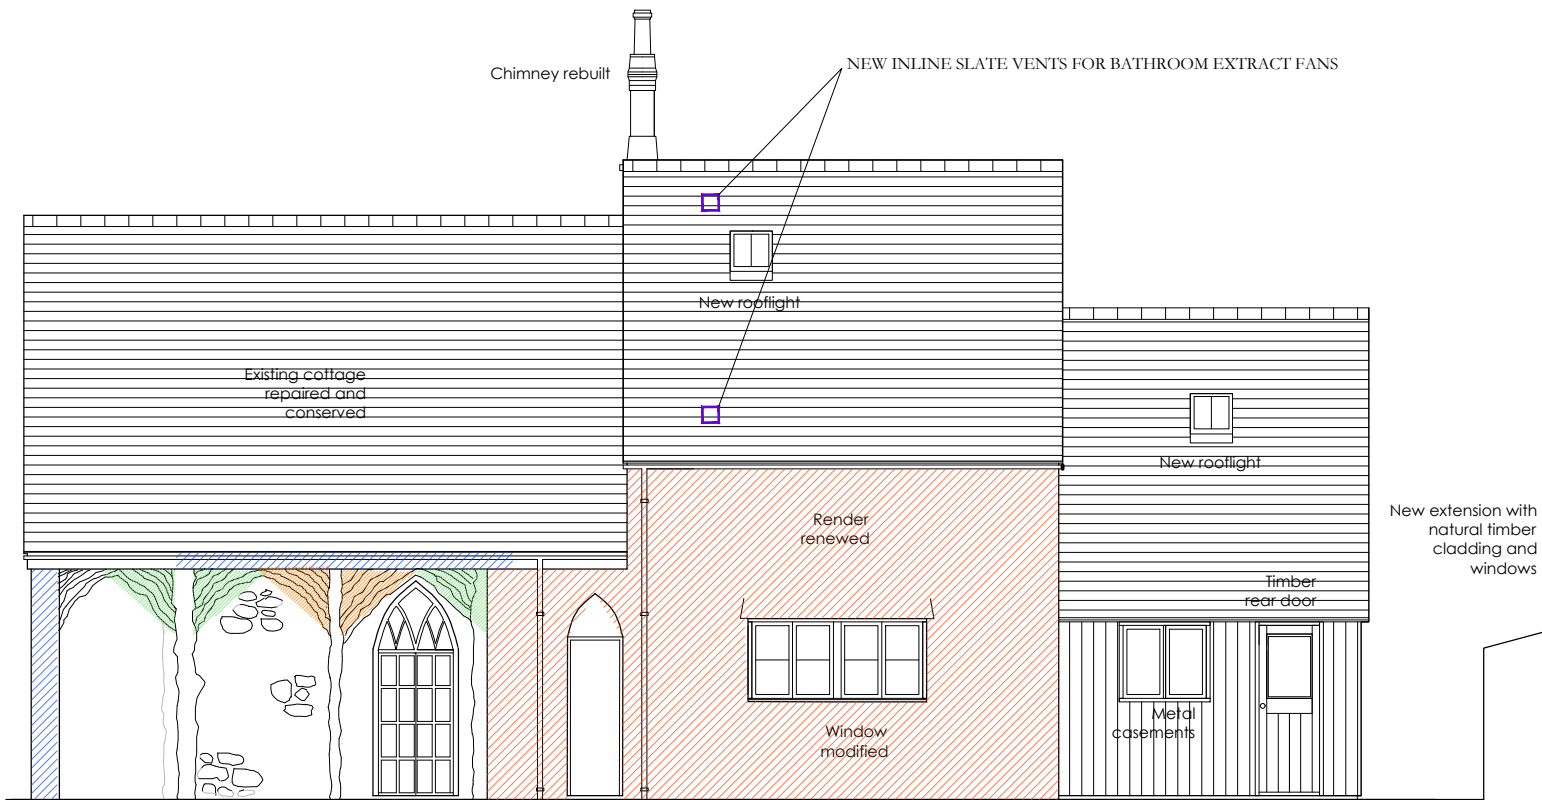 NEW INLINE SLATE VENTS FOR BATHROOM EXTRACT FANS
Chimney rebuilt
New rooflight
Existing cottage
repaired and
conserved
New rooflight
Render
renewed
New extension with
natural timber
cladding and
windows
Timber
rear door
Metal
casements
Window
modified